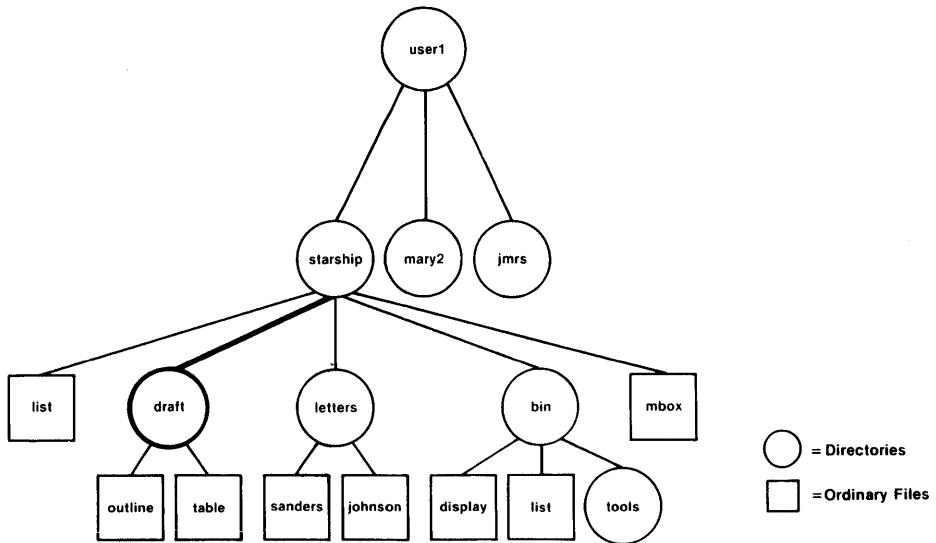 user1
starship
mary2
jmrs
list
draft
letters
bin
mbox
outline
table
sanders
johnson
display
list
tools
= Directories
= Ordinary Files